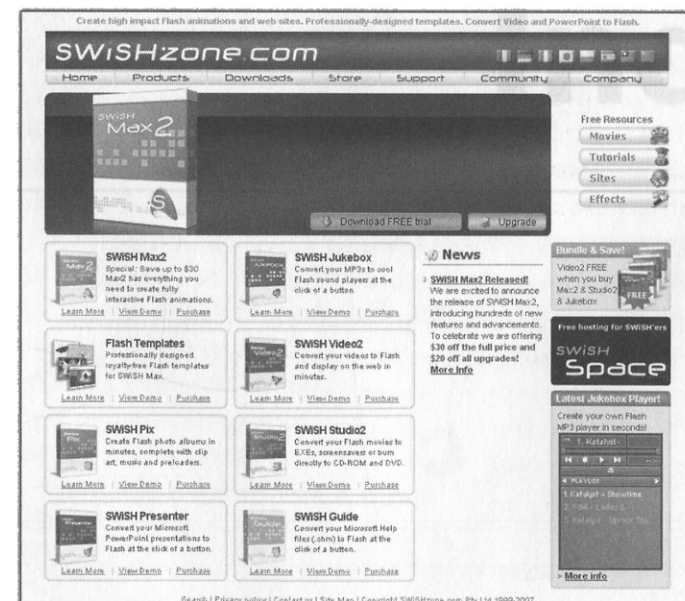 Create high impact Flash animations and web sites. Professionally-designed templates. Convert Video and PowerPoint to Flash.
SWiSHzone.com
Home Products Downloads Store Support Community Company
SWiSH
Max2
Download FREE trial Upgrade
Free Resources
Movies
Tutorials
Sites
Effects
SWiSH Max2
Special: Save up to $30
Max2 has everything you
need to create fully
interactive Flash animations.
Learn More | View Demo | Purchase
SWiSH Jukebox
Convert your MP3s to cool
Flash sound players at the
click of a button.
Learn More | View Demo | Purchase
Flash Templates
Professionally designed
royalty-free Flash templates
for SWiSH Max.
Learn More | View Demo | Purchase
SWiSH Video2
Convert your videos to Flash
and display on the web in
minutes.
Learn More | View Demo | Purchase
SWiSH Pix
Create Flash photo albums in
minutes, complete with clip
art, music and preloaders.
Learn More | View Demo | Purchase
SWiSH Studio2
Convert your Flash movies to
EXEs, screensavers or burn
directly to CD-ROM and DVD.
Learn More | View Demo | Purchase
SWiSH Presenter
Convert your Microsoft
PowerPoint presentations to
Flash at the click of a button.
Learn More | View Demo | Purchase
SWiSH Guide
Convert your Microsoft Help
files (.chm) to Flash at the
click of a button.
Learn More | View Demo | Purchase
News
> SWiSH Max2 Released!
We are excited to announce
the release of SWiSH Max2,
introducing hundreds of new
features and advancements.
To celebrate we are offering
$30 off the full price and
$20 off all upgrades!
More Info
Bundle & Save!
Video2 FREE
when you buy
Max2 & Studio2
& Jukebox
FREE
Free hosting for SWiSH'ers
SWiSH
Space
Latest Jukebox Player!
Create your own Flash
MP3 player in seconds!
1. Katalyst -
PLAYLIST
1. Katalyst - Showtime
> More info
Search | Privacy policy | Contact us | Site Map | Copyright SWiSHzone.com Pty Ltd 1999-2007